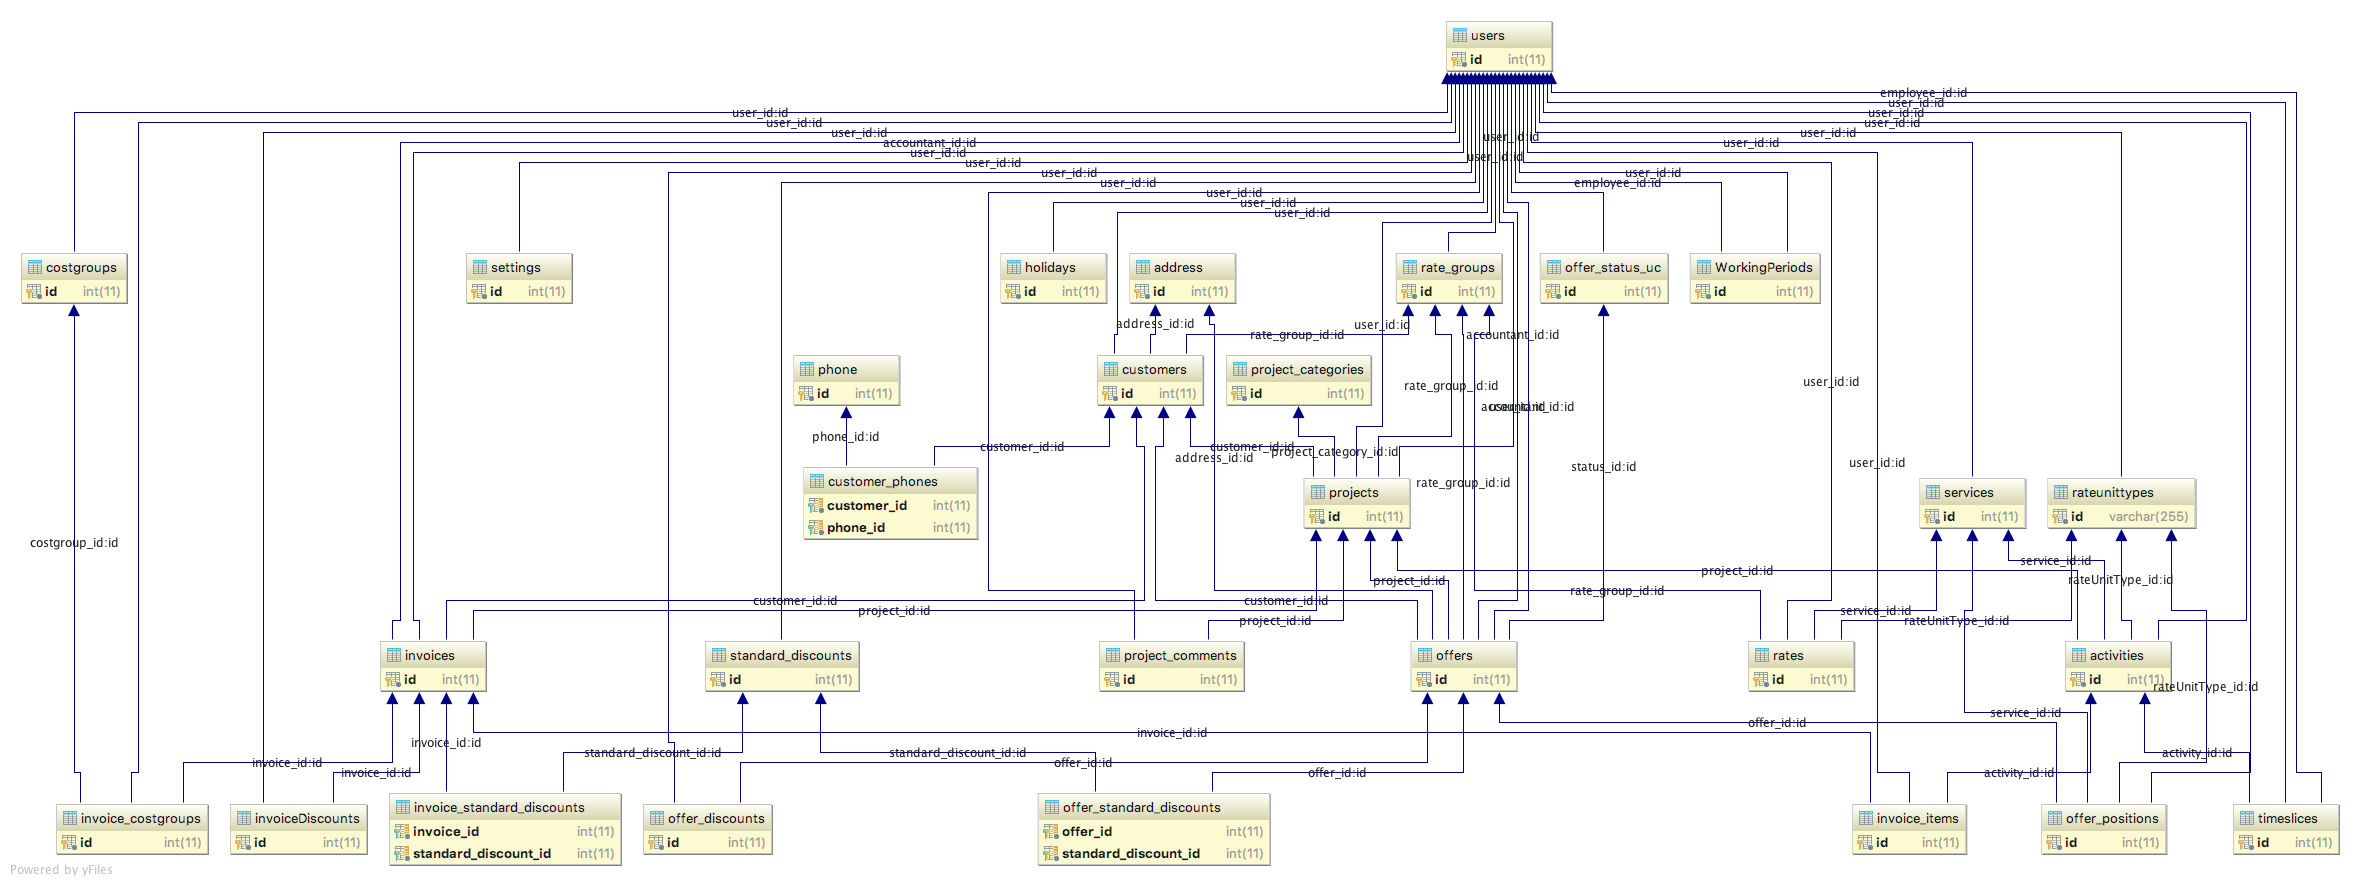 users
id int(11)
employee_id:id
user_id:id
user_id:id
user_id:id
user_id:id
user_id:id
user_id:id
user_id:id
user_id:id
user_id:id
accountant_id:id
user_id:id
user_id:id
user_id:id
user_id:id
user_id:id
user_id:id
employee_id:id
user_id:id
user_id:id
user_id:id
user_id:id
costgroups
id int(11)
settings
id int(11)
holidays
id int(11)
address
id int(11)
rate_groups
id int(11)
offer_status_uc
id int(11)
WorkingPeriods
id int(11)
address_id:id
user_id:id
rate_group_id:id
accountant_id:id
phone
id int(11)
customers
id int(11)
project_categories
id int(11)
rate_group_id:id
user_id:id
accountant_id:id
user_id:id
phone_id:id
customer_id:id
customer_id:id
project_category_id:id
address_id:id
status_id:id
user_id:id
rate_group_id:id
customer_phones
customer_id int(11)
phone_id int(11)
projects
id int(11)
services
id int(11)
rateunittypes
id varchar(255)
costgroup_id:id
service_id:id
project_id:id
project_id:id
rateUnitType_id:id
rate_group_id:id
customer_id:id
project_id:id
customer_id:id
project_id:id
service_id:id
rateUnitType_id:id
invoices
id int(11)
standard_discounts
id int(11)
project_comments
id int(11)
offers
id int(11)
rates
id int(11)
activities
id int(11)
rateUnitType_id:id
service_id:id
offer_id:id
invoice_id:id
invoice_id:id
standard_discount_id:id
standard_discount_id:id
activity_id:id
invoice_id:id
invoice_id:id
offer_id:id
offer_id:id
activity_id:id
invoice_costgroups
id int(11)
invoiceDiscounts
id int(11)
invoice_standard_discounts
invoice_id int(11)
standard_discount_id int(11)
offer_discounts
id int(11)
offer_standard_discounts
offer_id int(11)
standard_discount_id int(11)
invoice_items
id int(11)
offer_positions
id int(11)
timeslices
id int(11)
Powered by yFiles